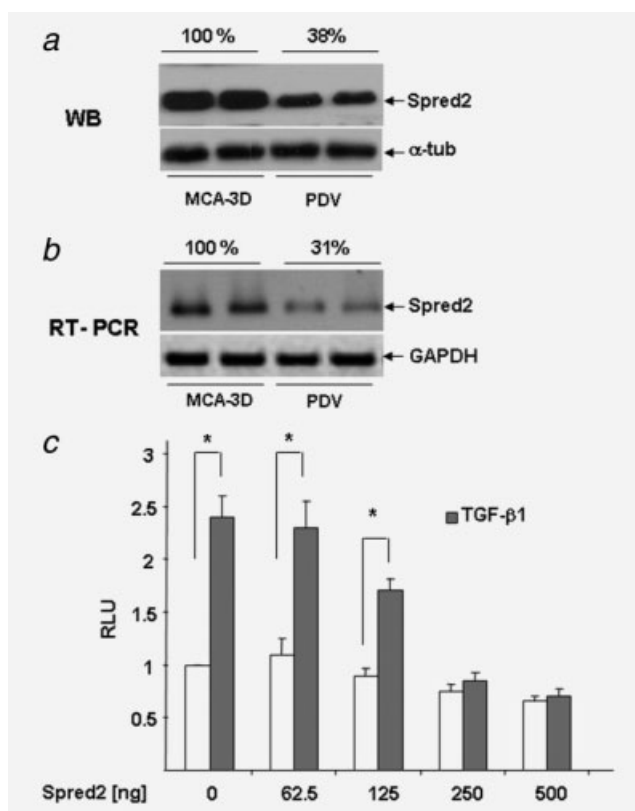 a
100 %
38%
WB
Spred2
α-tub
MCA-3D
PDV
b
100 %
31%
RT- PCR
Spred2
GAPDH
MCA-3D
PDV
c
3
*
*
2.5
*
TGF-β1
2
RLU
1.5
1
0.5
Spred2 [ng]
0
62.5
125
250
500